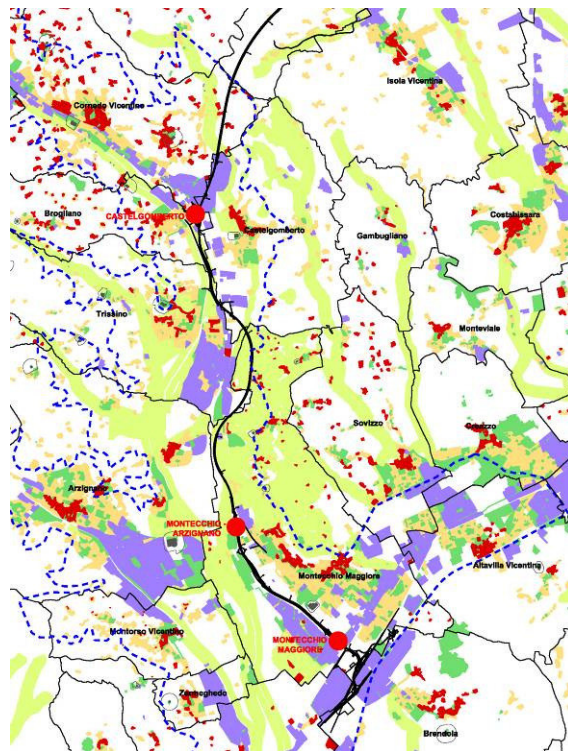 Isola Vicentina
Cornedo Vicentino
Brogliano
CASTELGOMBERTO
Castelgomberto
Gambugliano
Costabissara
Trissino
Monteviale
Sovizzo
Creazzo
Arzignano
MONTECCHIO
ARZIGNANO
Montecchio Maggiore
Altavilla Vicentina
Montorso Vicentino
MONTECCHIO
MAGGIORE
Zermeghedo
Brendola